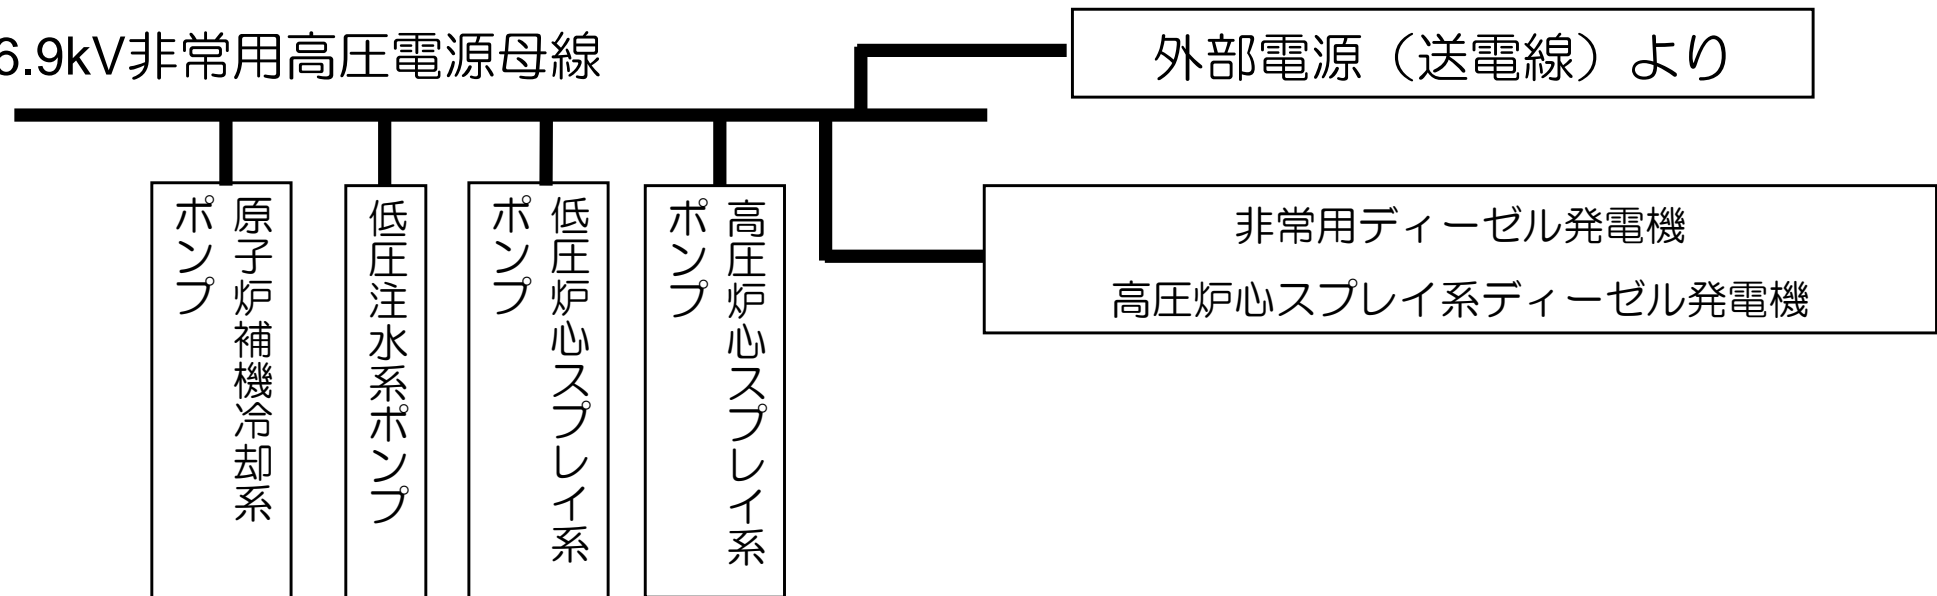 6.9kV非常用高圧電源母線
外部電源（送電線）より
原子炉補機冷却系
ポンプ
低圧注水系ポンプ
低圧炉心スプレイ系
ポンプ
高圧炉心スプレイ系
ポンプ
非常用ディーゼル発電機
高圧炉心スプレイ系ディーゼル発電機